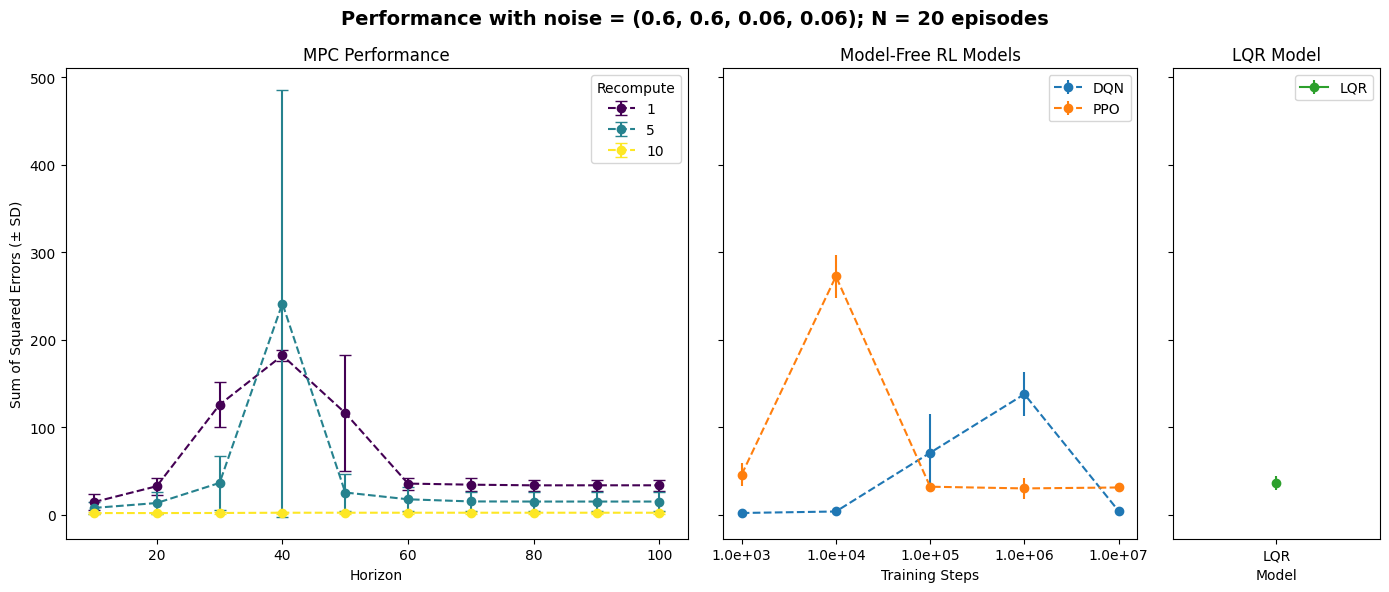 Performance with noise = (0.6, 0.6, 0.06, 0.06); N = 20 episodes
MPC Performance
Sum of Squared Errors (± SD)
500
400
300
200
100
0
20 40 60 80 100
Horizon
Recompute
1
5
10
Model-Free RL Models
DQN
PPO
1.0e+03 1.0e+04 1.0e+05 1.0e+06 1.0e+07
Training Steps
LQR Model
LQR
LQR
Model